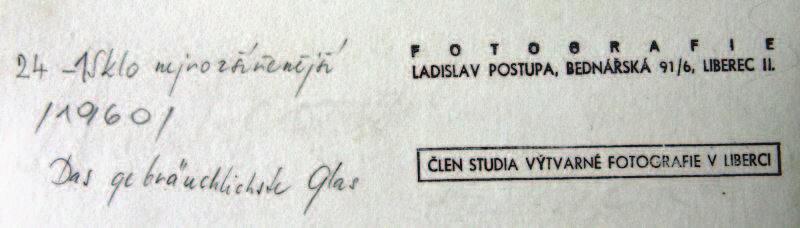 24 - Sklo nejrozšířenější
/1960/
Das gebräuchlichste Glas
FOTOGRAFIE
LADISLAV POSTUPA, BEDNÁŘSKÁ 91/6, LIBEREC II.
ČLEN STUDIA VÝTVARNÉ FOTOGRAFIE V LIBERCI